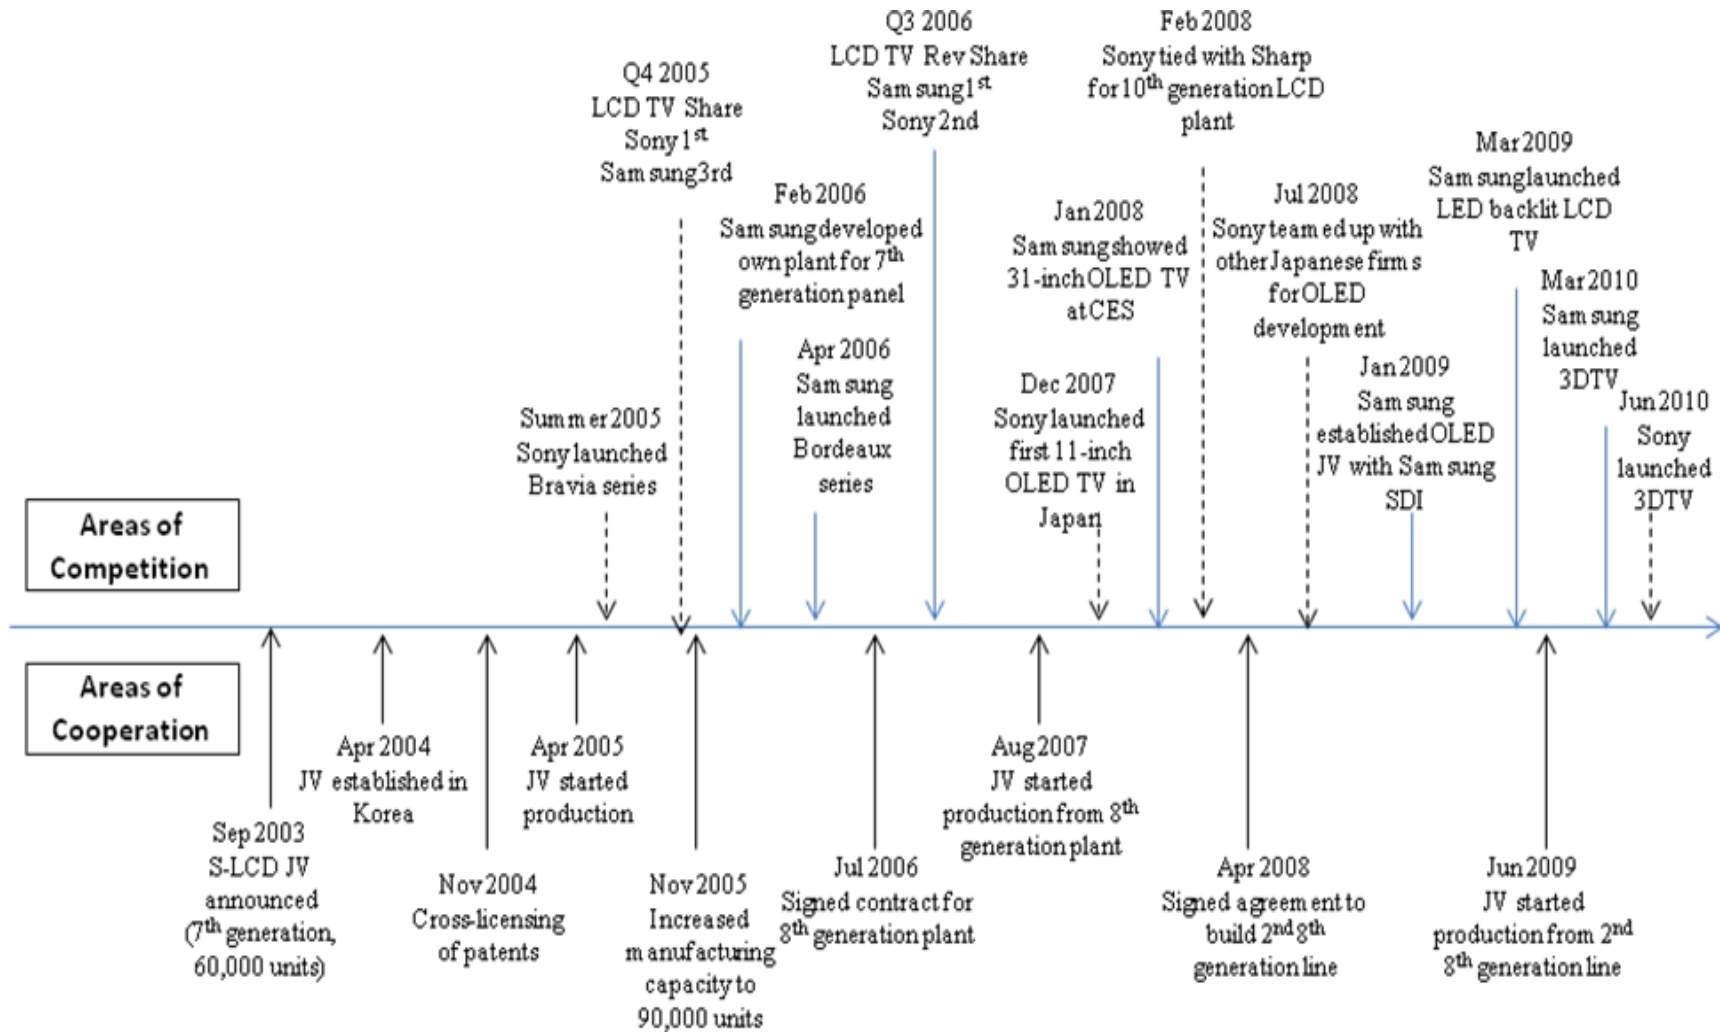 Q4 2005
LCD TV Share
Sony 1st
Samsung3rd
Q3 2006
LCD TV Rev Share
Samsung1st
Sony 2nd
Feb 2008
Sony tied with Sharp
for 10th generation LCD
plant
Mar 2009
Samsung launched
LED backlit LCD
TV
Feb 2006
Samsung developed
own plant for 7th
generation panel
Jan 2008
Samsung showed
31-inch OLED TV
at CES
Jul 2008
Sony teamed up with
other Japanese firms
for OLED
development
Mar 2010
Samsung
launched
3DTV
Summer 2005
Sony launched
Bravia series
Apr 2006
Samsung
launched
Bordeaux
series
Dec 2007
Sony launched
first 11-inch
OLED TV in
Japan
Jan 2009
Samsung
established OLED
JV with Samsung
SDI
Jun 2010
Sony
launched
3DTV
Areas of
Competition
Areas of
Cooperation
Sep 2003
S-LCD JV
announced
(7th generation,
60,000 units)
Apr 2004
JV established in
Korea
Nov 2004
Cross-licensing
of patents
Apr 2005
JV started
production
Nov 2005
Increased
manufacturing
capacity to
90,000 units
Jul 2006
Signed contract for
8th generation plant
Aug 2007
JV started
production from 8th
generation plant
Apr 2008
Signed agreement to
build 2nd 8th
generation line
Jun 2009
JV started
production from 2nd
8th generation line